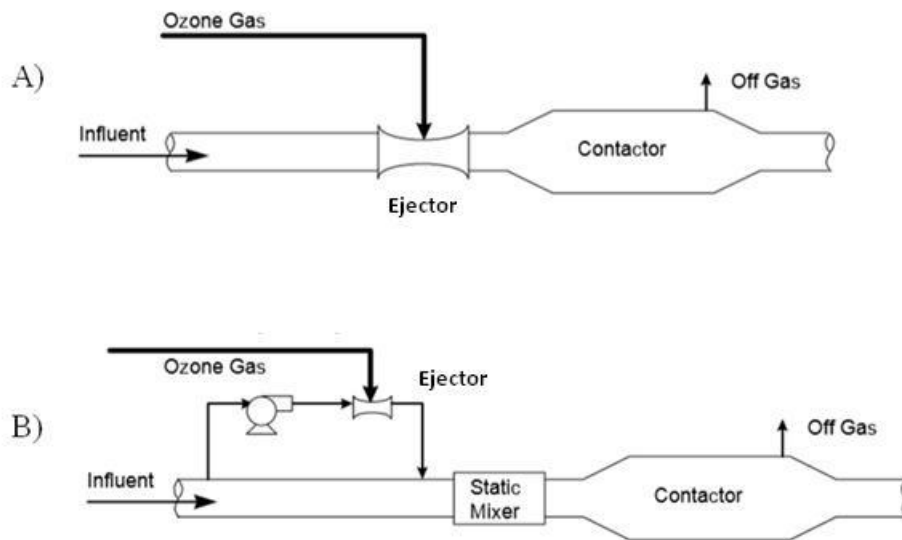 Ozone Gas
A)
Off Gas
Influent
Contactor
Ejector
Ozone Gas
Ejector
B)
Off Gas
Influent
Static
Mixer
Contactor